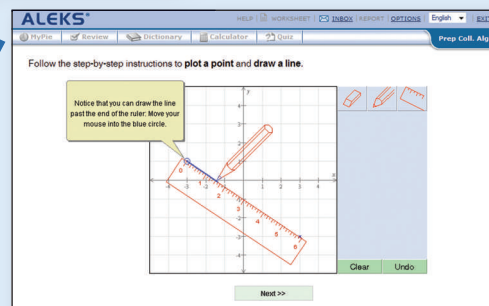 ALEKS®
HELP | WORKSHEET | INBOX | REPORT | OPTIONS | English | EXIT
MyPie Review Dictionary Calculator Quiz
Prep Coll. Alg
Follow the step-by-step instructions to plot a point and draw a line.
Notice that you can draw the line
past the end of the ruler: Move your
mouse into the blue circle.
Clear Undo
Next >>